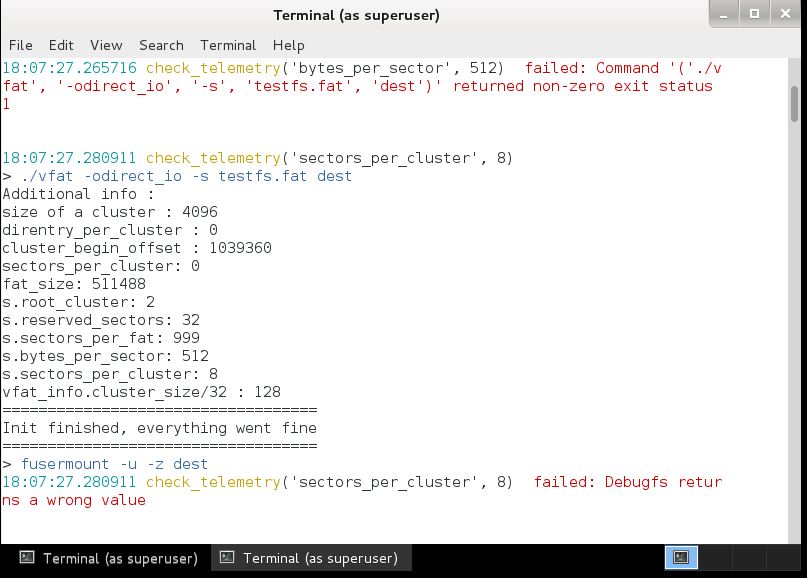 Terminal (as superuser)
File Edit View Search Terminal Help
18:07:27.265716 check_telemetry('bytes_per_sector', 512)  failed: Command '('./v
fat', '-odirect_io', '-s', 'testfs.fat', 'dest')' returned non-zero exit status
1
18:07:27.280911 check_telemetry('sectors_per_cluster', 8)
> ./vfat -odirect_io -s testfs.fat dest
Additional info :
size of a cluster : 4096
direntry_per_cluster : 0
cluster_begin_offset : 1039360
sectors_per_cluster: 0
fat_size: 511488
s.root_cluster: 2
s.reserved_sectors: 32
s.sectors_per_fat: 999
s.bytes_per_sector: 512
s.sectors_per_cluster: 8
vfat_info.cluster_size/32 : 128
===================================
Init finished, everything went fine
===================================
> fusermount -u -z dest
18:07:27.280911 check_telemetry('sectors_per_cluster', 8)  failed: Debugfs retur
ns a wrong value
Terminal (as superuser) Terminal (as superuser)